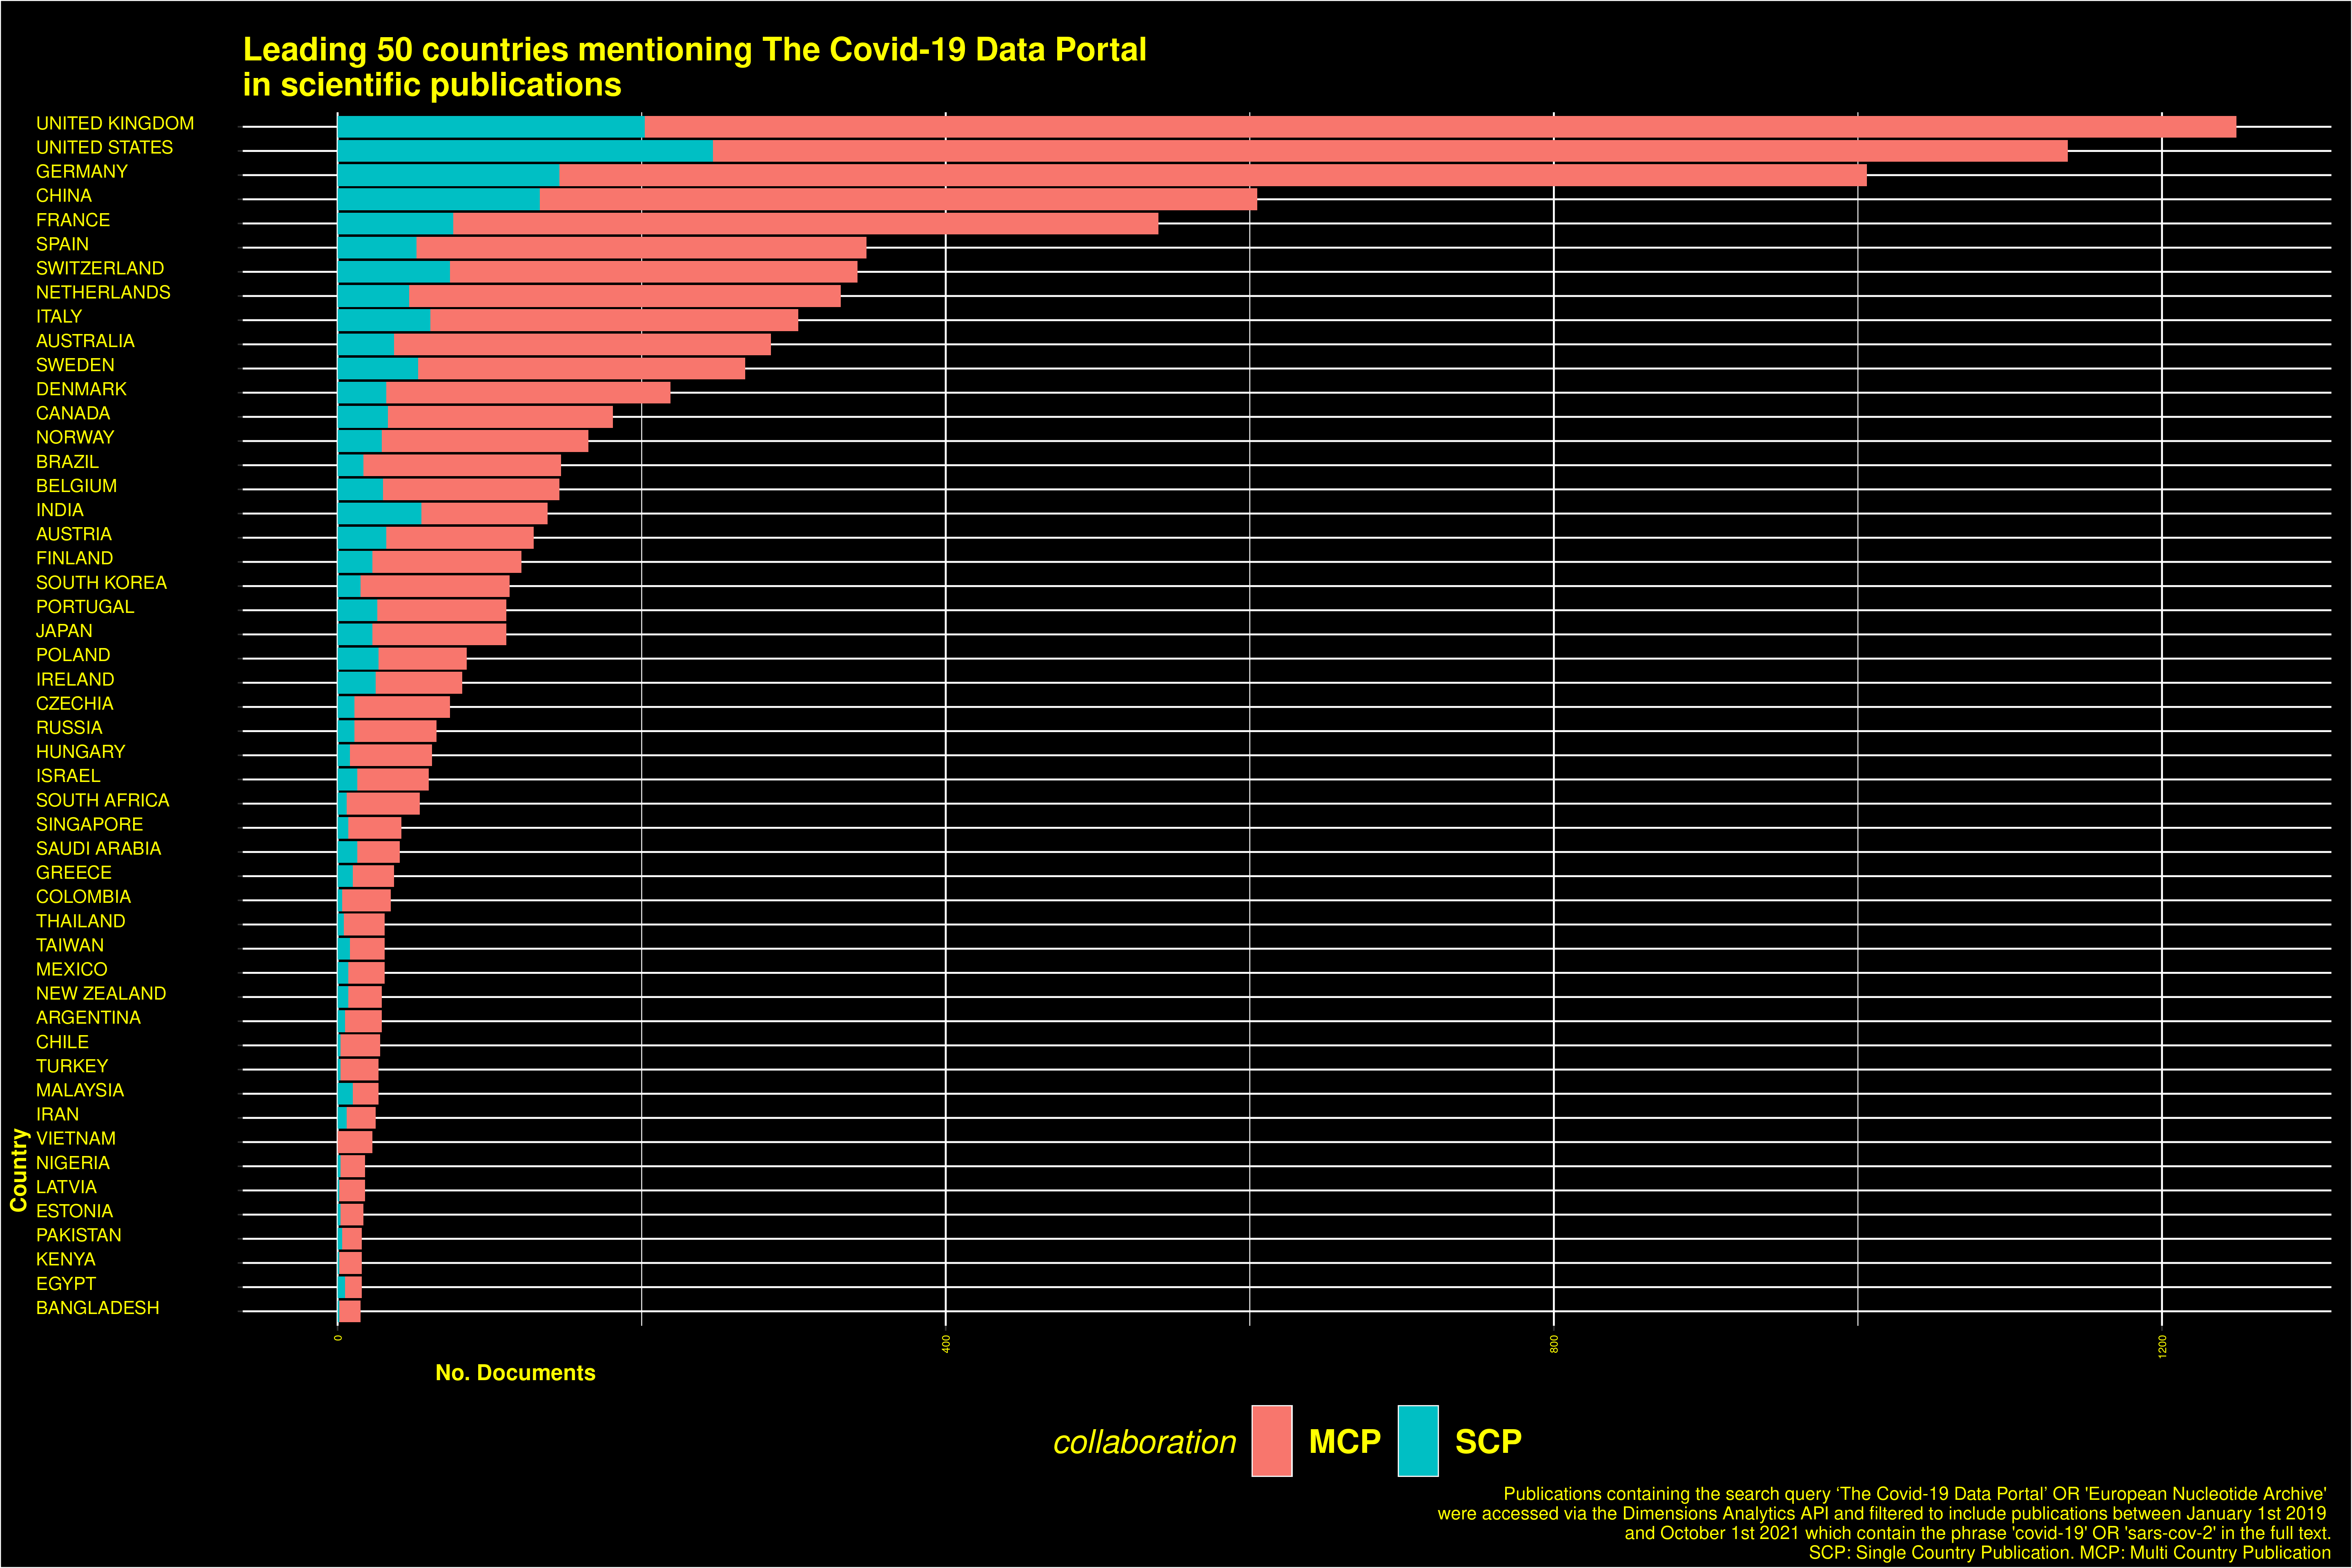 Leading 50 countries mentioning The Covid-19 Data Portal
in scientific publications
UNITED KINGDOM
UNITED STATES
GERMANY
CHINA
FRANCE
SPAIN
SWITZERLAND
NETHERLANDS
ITALY
AUSTRALIA
SWEDEN
DENMARK
CANADA
NORWAY
BRAZIL
BELGIUM
INDIA
AUSTRIA
FINLAND
SOUTH KOREA
PORTUGAL
JAPAN
POLAND
IRELAND
CZECHIA
RUSSIA
HUNGARY
ISRAEL
SOUTH AFRICA
SINGAPORE
SAUDI ARABIA
GREECE
COLOMBIA
THAILAND
TAIWAN
MEXICO
NEW ZEALAND
ARGENTINA
CHILE
TURKEY
MALAYSIA
IRAN
VIETNAM
NIGERIA
LATVIA
ESTONIA
PAKISTAN
KENYA
EGYPT
BANGLADESH
Country
0 400 800 1200
No. Documents
collaboration MCP SCP
Publications containing the search query ‘The Covid-19 Data Portal’ OR 'European Nucleotide Archive'
were accessed via the Dimensions Analytics API and filtered to include publications between January 1st 2019
and October 1st 2021 which contain the phrase 'covid-19' OR 'sars-cov-2' in the full text.
SCP: Single Country Publication. MCP: Multi Country Publication